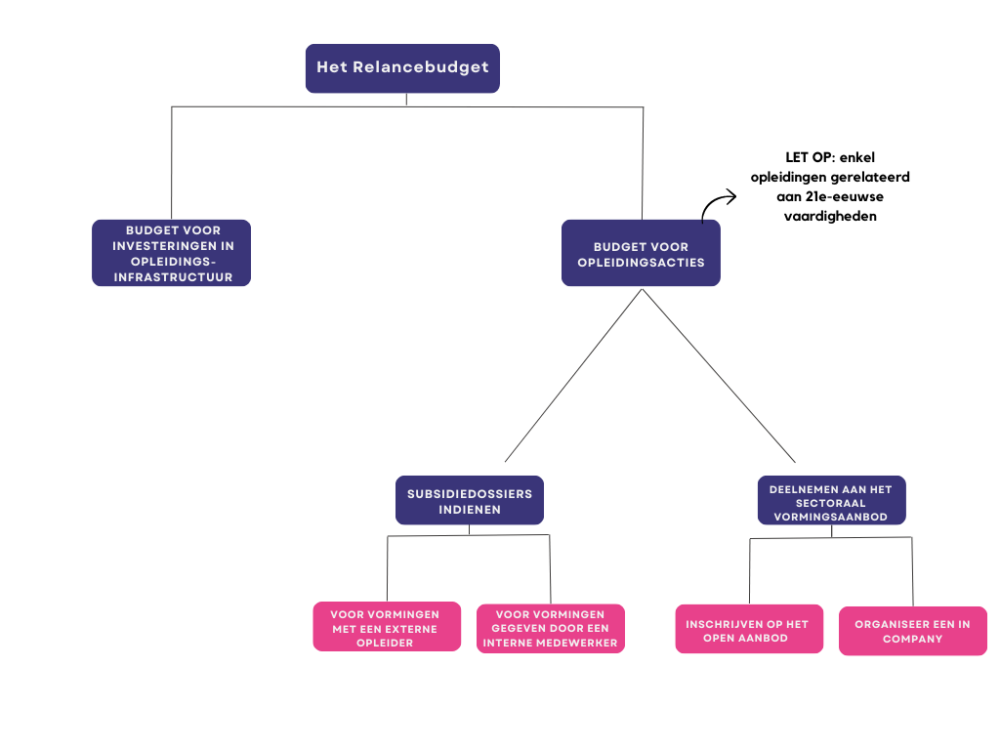 Het Relancebudget
LET OP: enkel
opleidingen gerelateerd
aan 21e-eeuwse
vaardigheden
BUDGET VOOR
INVESTERINGEN IN
OPLEIDINGS-
INFRASTRUCTUUR
BUDGET VOOR
OPLEIDINGSACTIES
SUBSIDIEDOSSIERS
INDIENEN
DEELNEMEN AAN HET
SECTORAAL
VORMINGSAANBOD
VOOR VORMINGEN
MET EEN EXTERNE
OPLEIDER
VOOR VORMINGEN
GEGEVEN DOOR EEN
INTERNE MEDEWERKER
INSCHRIJVEN OP HET
OPEN AANBOD
ORGANISEER EEN IN
COMPANY